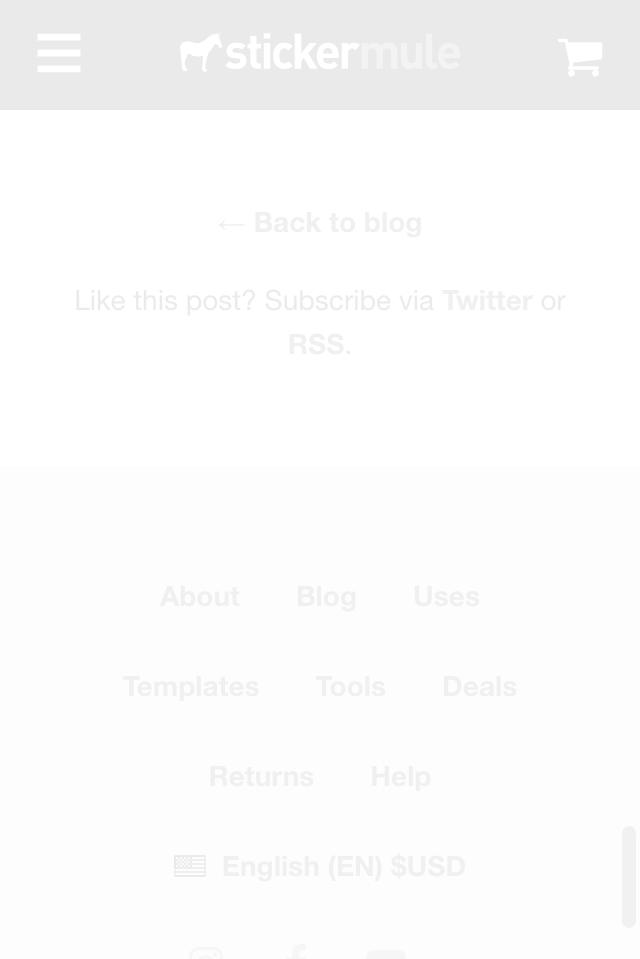 stickermule
← Back to blog
Like this post? Subscribe via Twitter or
RSS.
About Blog Uses
Templates Tools Deals
Returns Help
English (EN) $USD